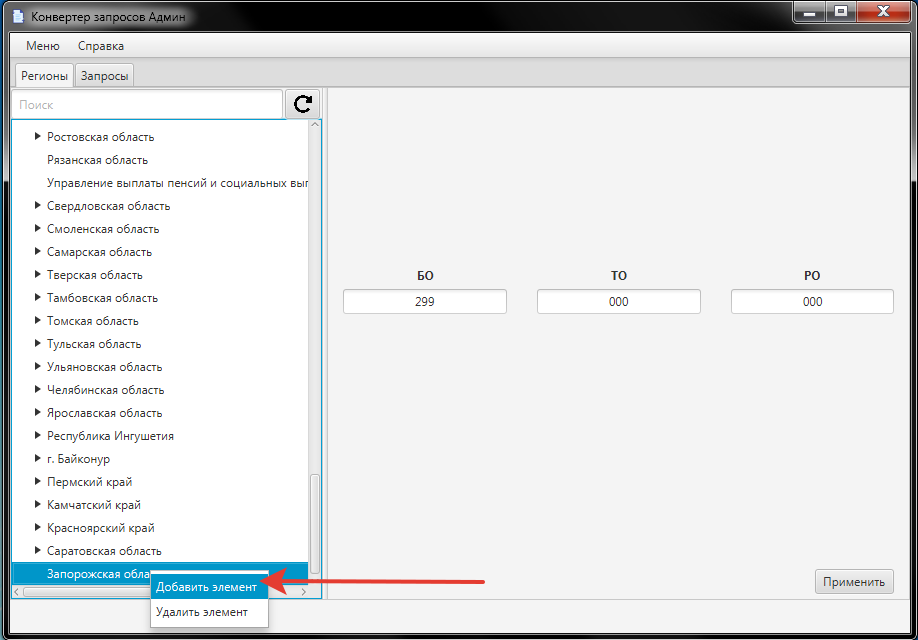 Конвертер запросов Админ
Меню Справка
Регионы Запросы
Поиск
Ростовская область
Рязанская область
Управление выплаты пенсий и социальных вып
Свердловская область
Смоленская область
Самарская область
Тверская область
Тамбовская область
Томская область
Тульская область
Ульяновская область
Челябинская область
Ярославская область
Республика Ингушетия
г. Байконур
Пермский край
Камчатский край
Красноярский край
Саратовская область
Запорожская обла
Добавить элемент
Удалить элемент
БО ТО РО
299 000 000
Применить